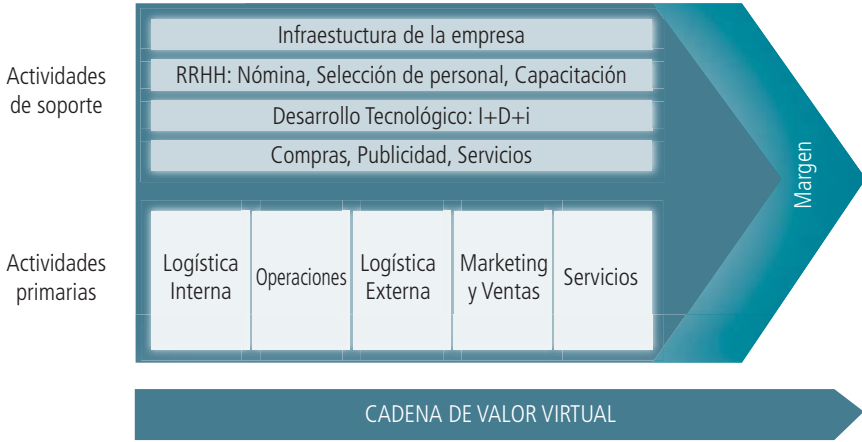 Infraestuctura de la empresa
Actividades
de soporte
RRHH: Nómina, Selección de personal, Capacitación
Desarrollo Tecnológico: I+D+i
Compras, Publicidad, Servicios
Margen
Actividades
primarias
Logística
Interna
Operaciones
Logística
Externa
Marketing
y Ventas
Servicios
CADENA DE VALOR VIRTUAL